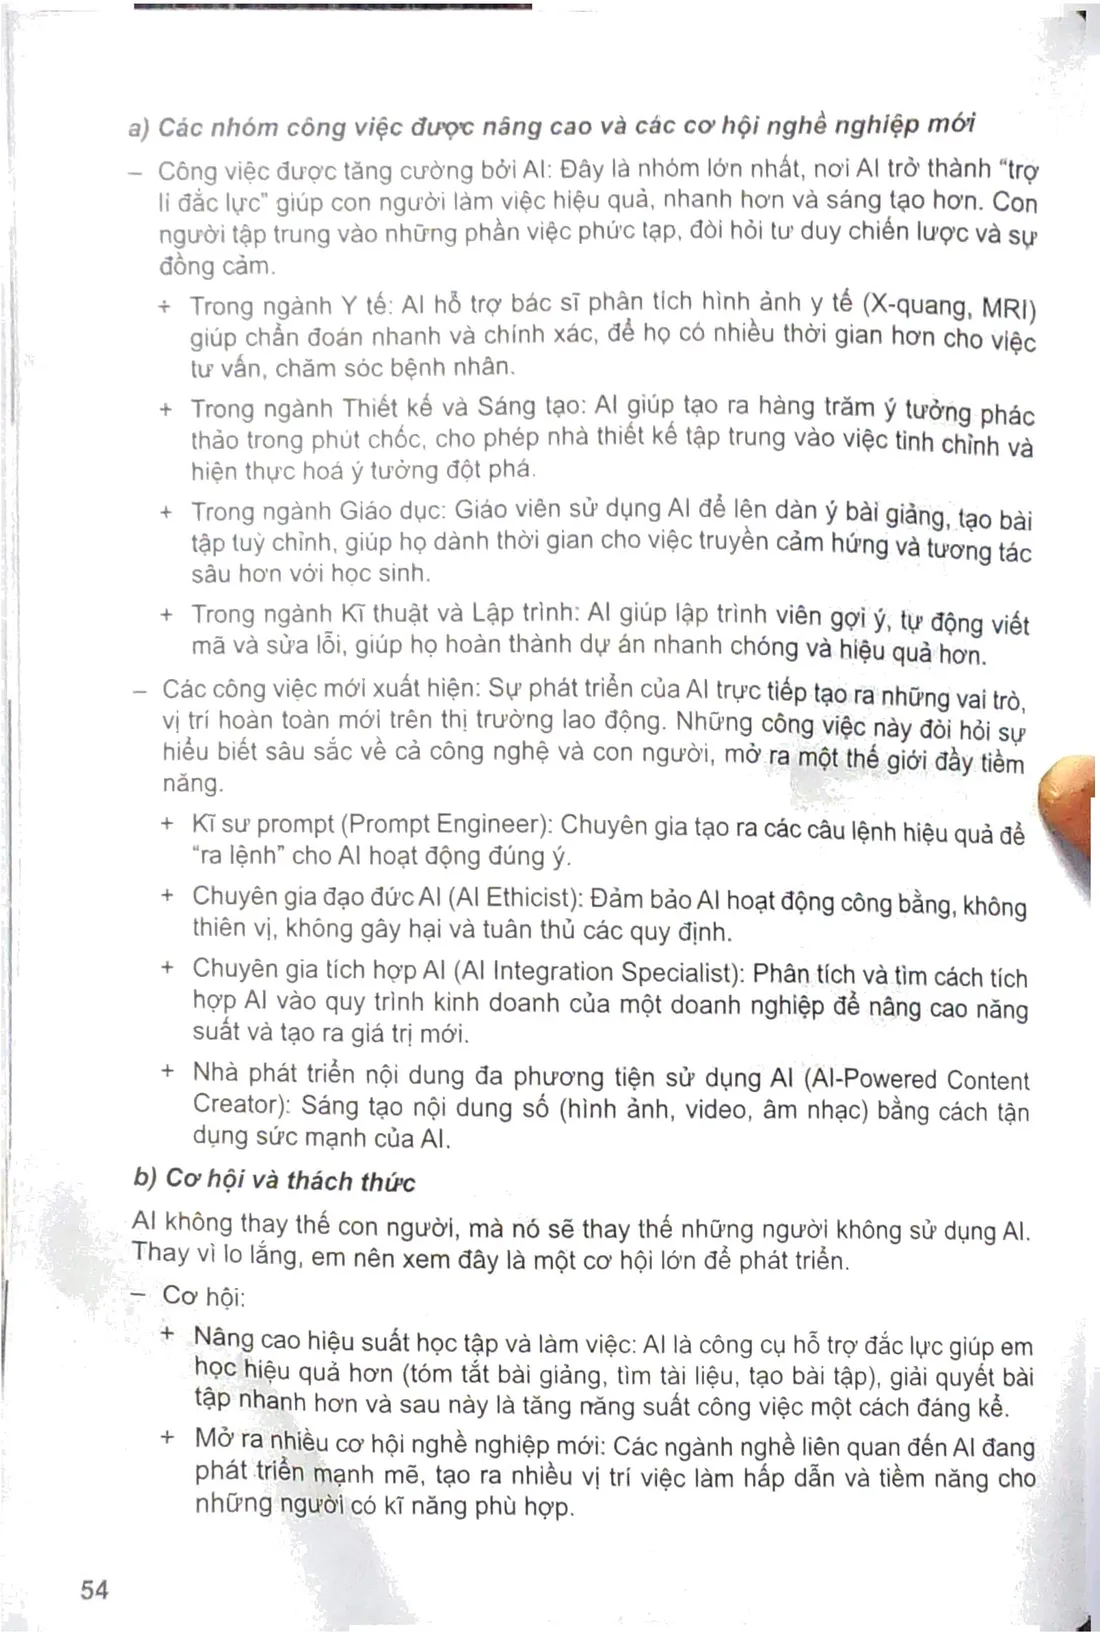 a) Các nhóm công việc được nâng cao và các cơ hội nghề nghiệp mới
– Công việc được tăng cường bởi AI: Đây là nhóm lớn nhất, nơi AI trở thành “trợ
lí đắc lực” giúp con người làm việc hiệu quả, nhanh hơn và sáng tạo hơn. Con
người tập trung vào những phần việc phức tạp, đòi hỏi tư duy chiến lược và sự
đồng cảm.
+ Trong ngành Y tế: AI hỗ trợ bác sĩ phân tích hình ảnh y tế (X-quang, MRI)
giúp chẩn đoán nhanh và chính xác, để họ có nhiều thời gian hơn cho việc
tư vấn, chăm sóc bệnh nhân.
+ Trong ngành Thiết kế và Sáng tạo: AI giúp tạo ra hàng trăm ý tưởng phác
thảo trong phút chốc, cho phép nhà thiết kế tập trung vào việc tinh chỉnh và
hiện thực hoá ý tưởng đột phá.
+ Trong ngành Giáo dục: Giáo viên sử dụng AI để lên dàn ý bài giảng, tạo bài
tập tuỳ chỉnh, giúp họ dành thời gian cho việc truyền cảm hứng và tương tác
sâu hơn với học sinh.
+ Trong ngành Kĩ thuật và Lập trình: AI giúp lập trình viên gợi ý, tự động viết
mã và sửa lỗi, giúp họ hoàn thành dự án nhanh chóng và hiệu quả hơn.
– Các công việc mới xuất hiện: Sự phát triển của AI trực tiếp tạo ra những vai trò,
vị trí hoàn toàn mới trên thị trường lao động. Những công việc này đòi hỏi sự
hiểu biết sâu sắc về cả công nghệ và con người, mở ra một thế giới đầy tiềm
năng.
+ Kĩ sư prompt (Prompt Engineer): Chuyên gia tạo ra các câu lệnh hiệu quả để
“ra lệnh” cho AI hoạt động đúng ý.
+ Chuyên gia đạo đức AI (AI Ethicist): Đảm bảo AI hoạt động công bằng, không
thiên vị, không gây hại và tuân thủ các quy định.
+ Chuyên gia tích hợp AI (AI Integration Specialist): Phân tích và tìm cách tích
hợp AI vào quy trình kinh doanh của một doanh nghiệp để nâng cao năng
suất và tạo ra giá trị mới.
+ Nhà phát triển nội dung đa phương tiện sử dụng AI (AI-Powered Content
Creator): Sáng tạo nội dung số (hình ảnh, video, âm nhạc) bằng cách tận
dụng sức mạnh của AI.
b) Cơ hội và thách thức
AI không thay thế con người, mà nó sẽ thay thế những người không sử dụng AI.
Thay vì lo lắng, em nên xem đây là một cơ hội lớn để phát triển.
– Cơ hội:
+ Nâng cao hiệu suất học tập và làm việc: AI là công cụ hỗ trợ đắc lực giúp em
học hiệu quả hơn (tóm tắt bài giảng, tìm tài liệu, tạo bài tập), giải quyết bài
tập nhanh hơn và sau này là tăng năng suất công việc một cách đáng kể.
+ Mở ra nhiều cơ hội nghề nghiệp mới: Các ngành nghề liên quan đến AI đang
phát triển mạnh mẽ, tạo ra nhiều vị trí việc làm hấp dẫn và tiềm năng cho
những người có kĩ năng phù hợp.
54